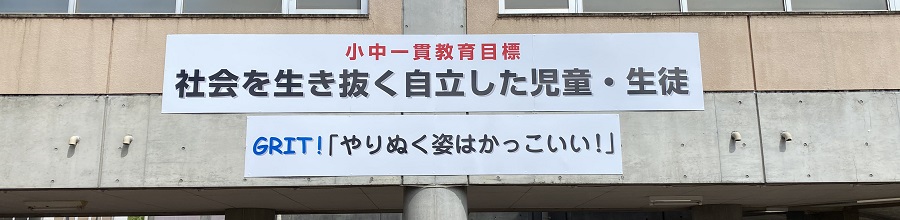 小中一貫教育目標
社会を生き抜く自立した児童・生徒
GRIT!「やりぬく姿はかっこいい!」